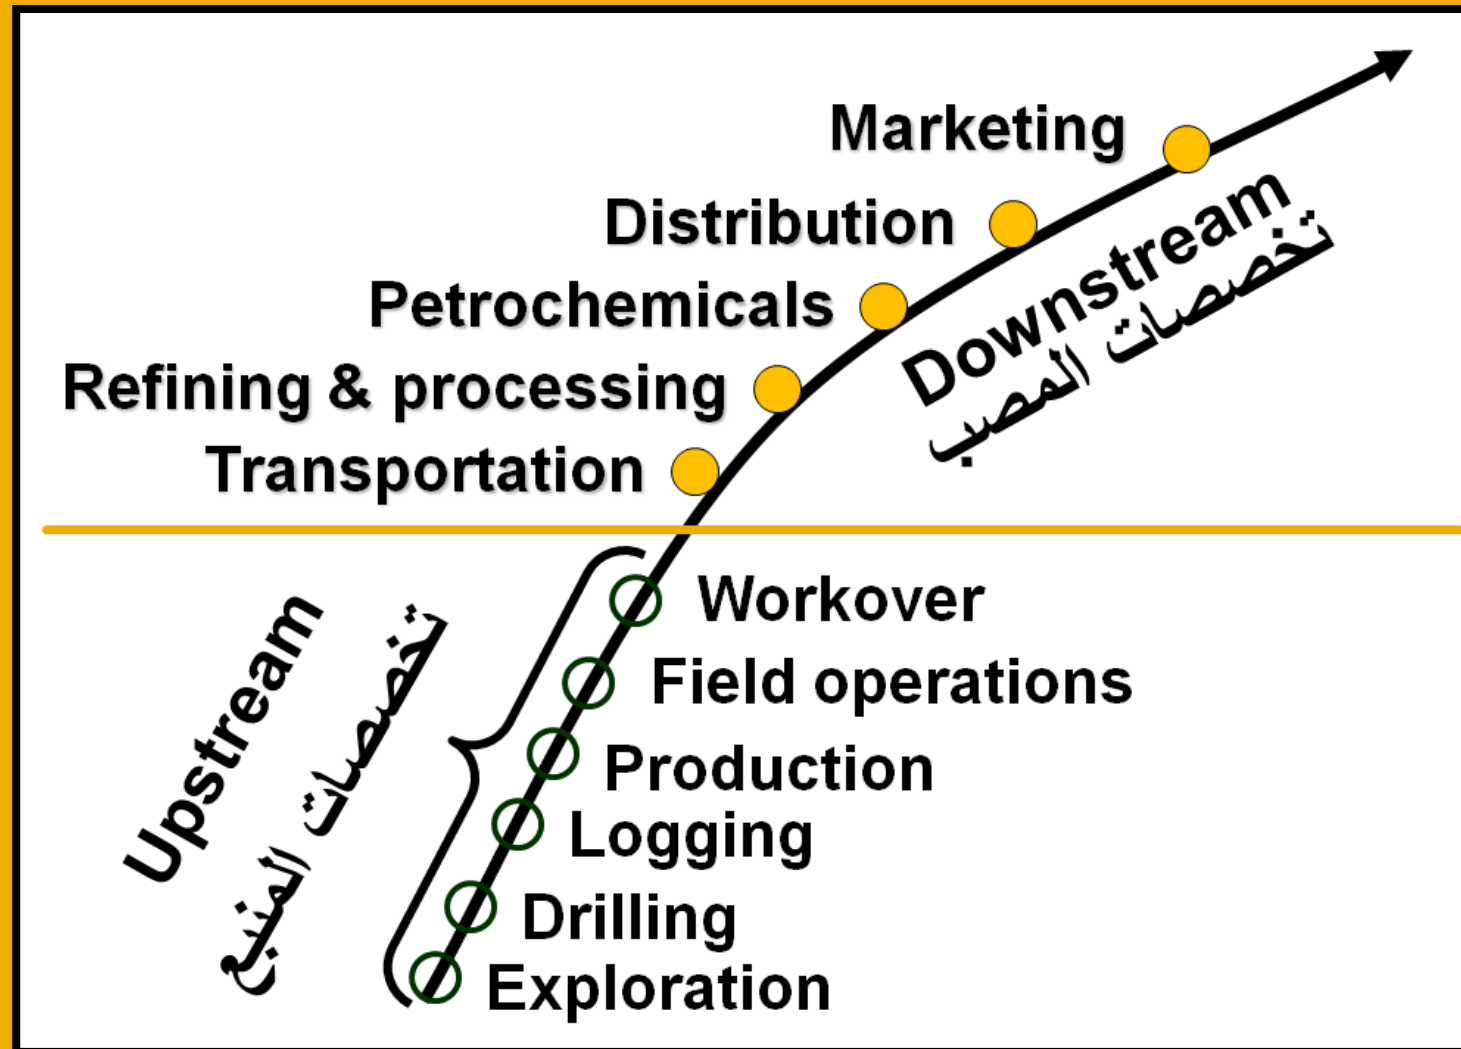 Marketing
Distribution
Petrochemicals
Refining & processing
Transportation
Downstream
تخصصات المصب
Workover
Field operations
Production
Logging
Drilling
Exploration
Upstream
تخصصات المنبع